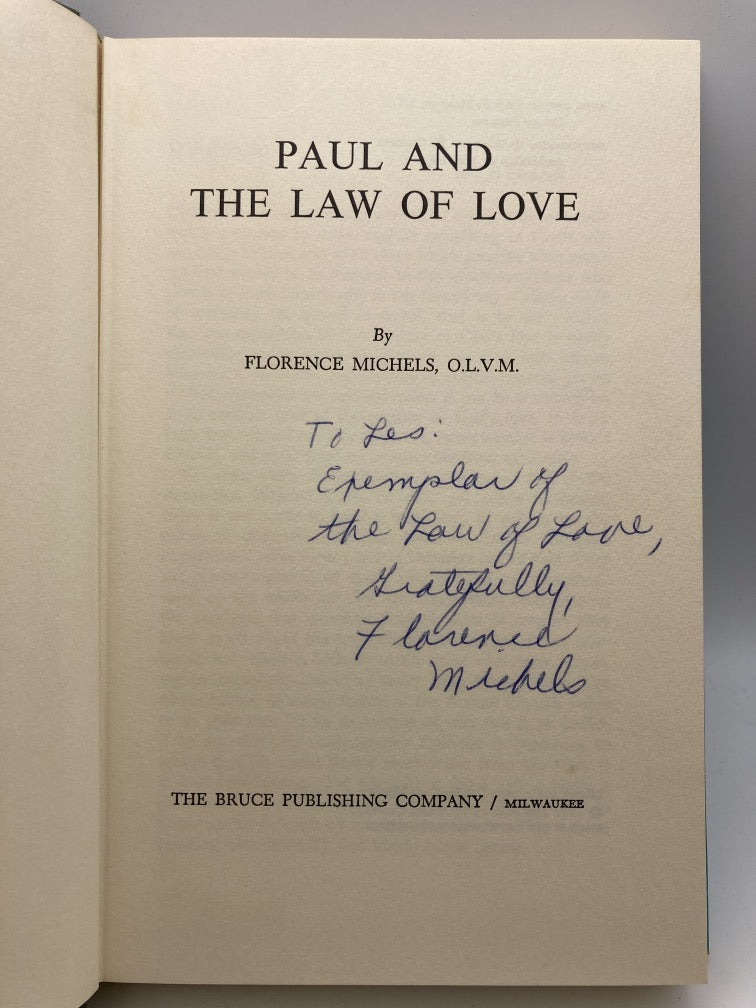 PAUL AND
THE LAW OF LOVE
By
FLORENCE MICHELS, O.L.V.M.
To Les:
Exemplar of
the Law of Love,
Gratefully,
Florence
Michels
THE BRUCE PUBLISHING COMPANY / MILWAUKEE